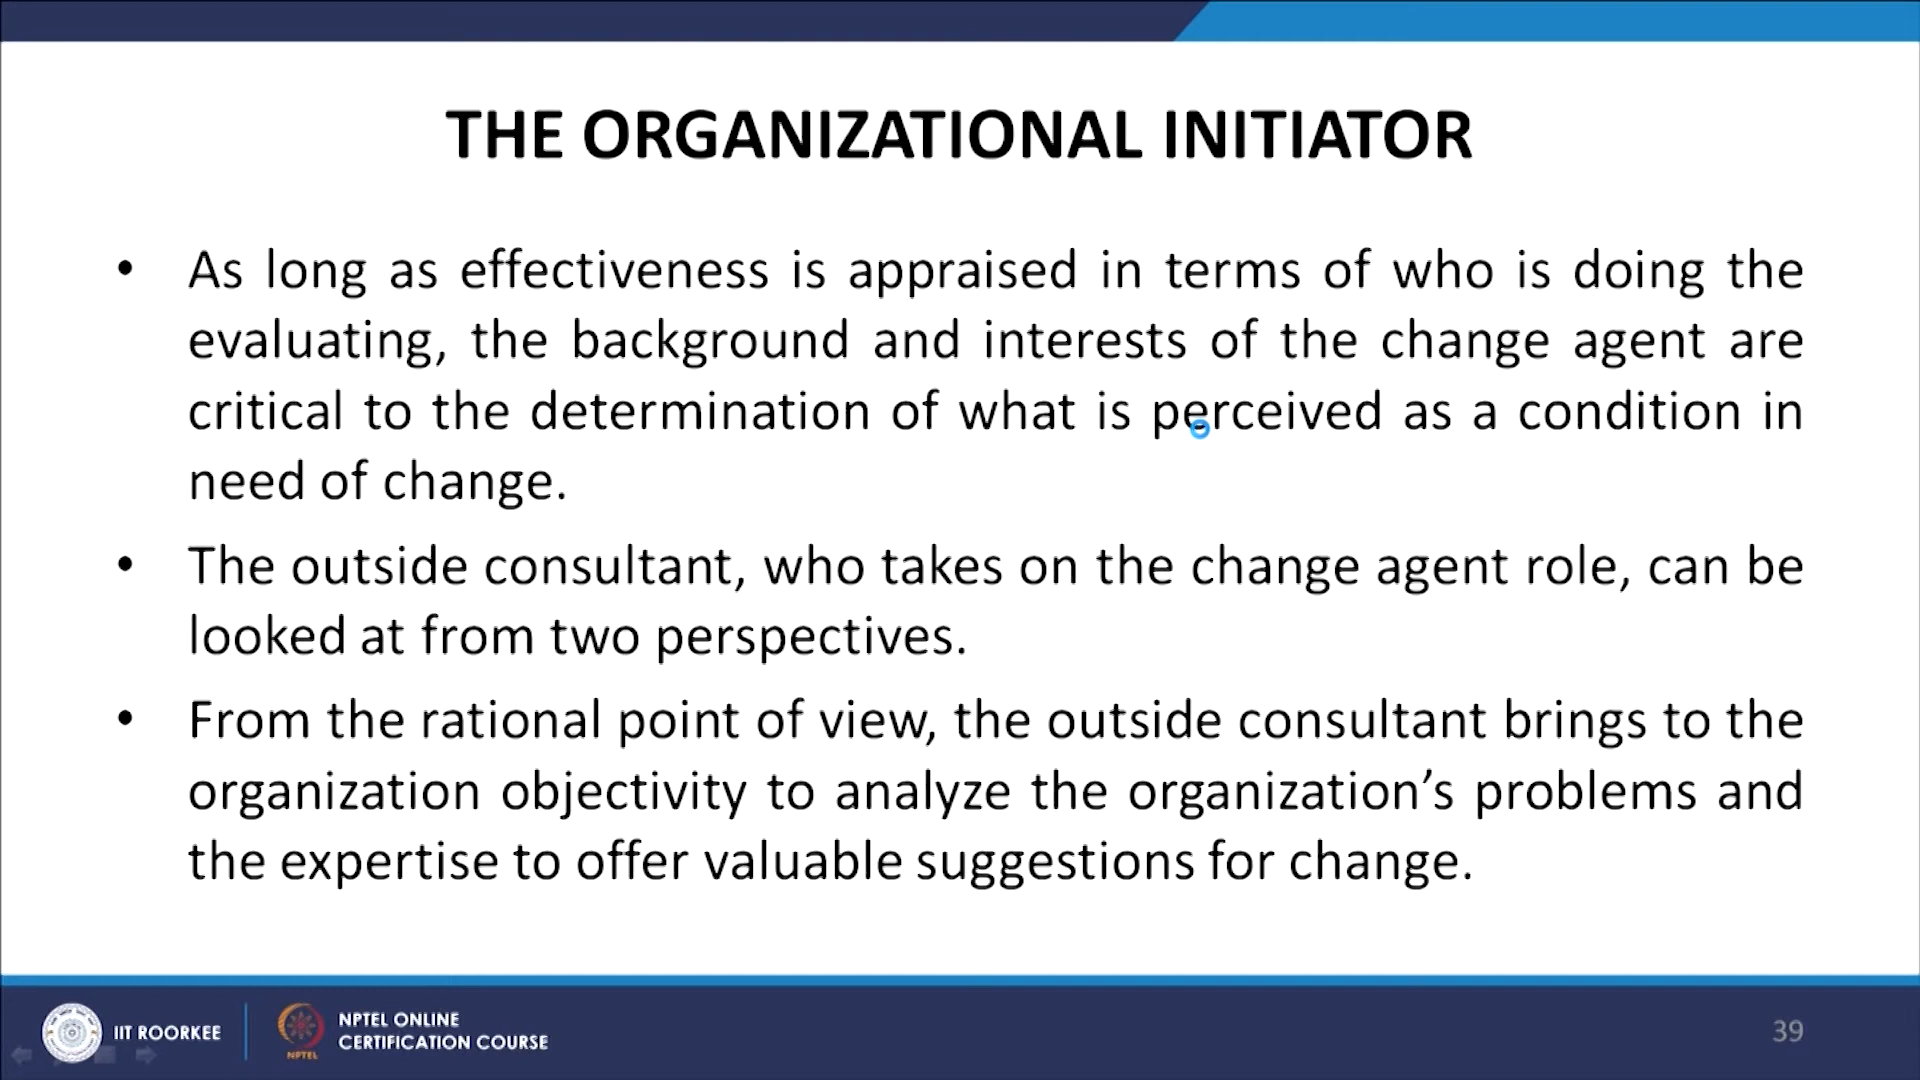 THE ORGANIZATIONAL INITIATOR
• As long as effectiveness is appraised in terms of who is doing the
evaluating, the background and interests of the change agent are
critical to the determination of what is perceived as a condition in
need of change.
• The outside consultant, who takes on the change agent role, can be
looked at from two perspectives.
• From the rational point of view, the outside consultant brings to the
organization objectivity to analyze the organization’s problems and
the expertise to offer valuable suggestions for change.
IIT ROORKEE
NPTEL
NPTEL ONLINE
CERTIFICATION COURSE
39